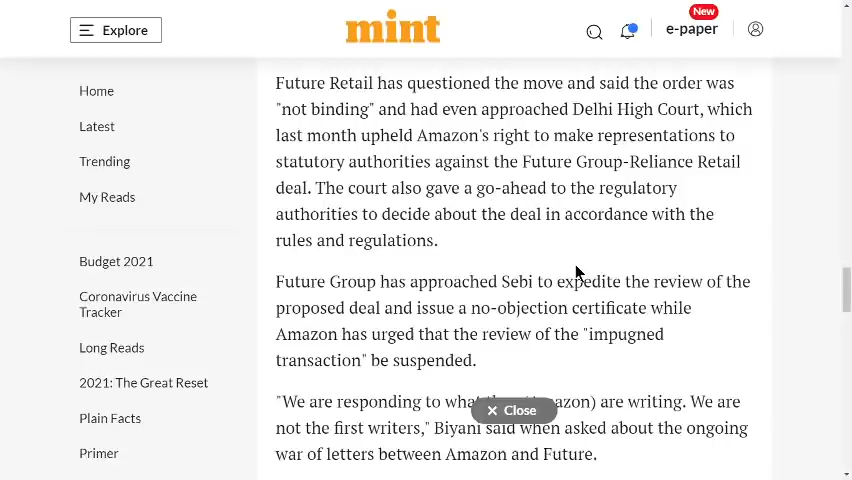 Explore
mint
New
e-paper
Home
Latest
Trending
My Reads
Budget 2021
Coronavirus Vaccine
Tracker
Long Reads
2021: The Great Reset
Plain Facts
Primer
Future Retail has questioned the move and said the order was
"not binding" and had even approached Delhi High Court, which
last month upheld Amazon's right to make representations to
statutory authorities against the Future Group-Reliance Retail
deal. The court also gave a go-ahead to the regulatory
authorities to decide about the deal in accordance with the
rules and regulations.
Future Group has approached Sebi to expedite the review of the
proposed deal and issue a no-objection certificate while
Amazon has urged that the review of the "impugned
transaction" be suspended.
"We are responding to what are writing. We are
not the first writers," Biyani said when asked about the ongoing
war of letters between Amazon and Future.
Close